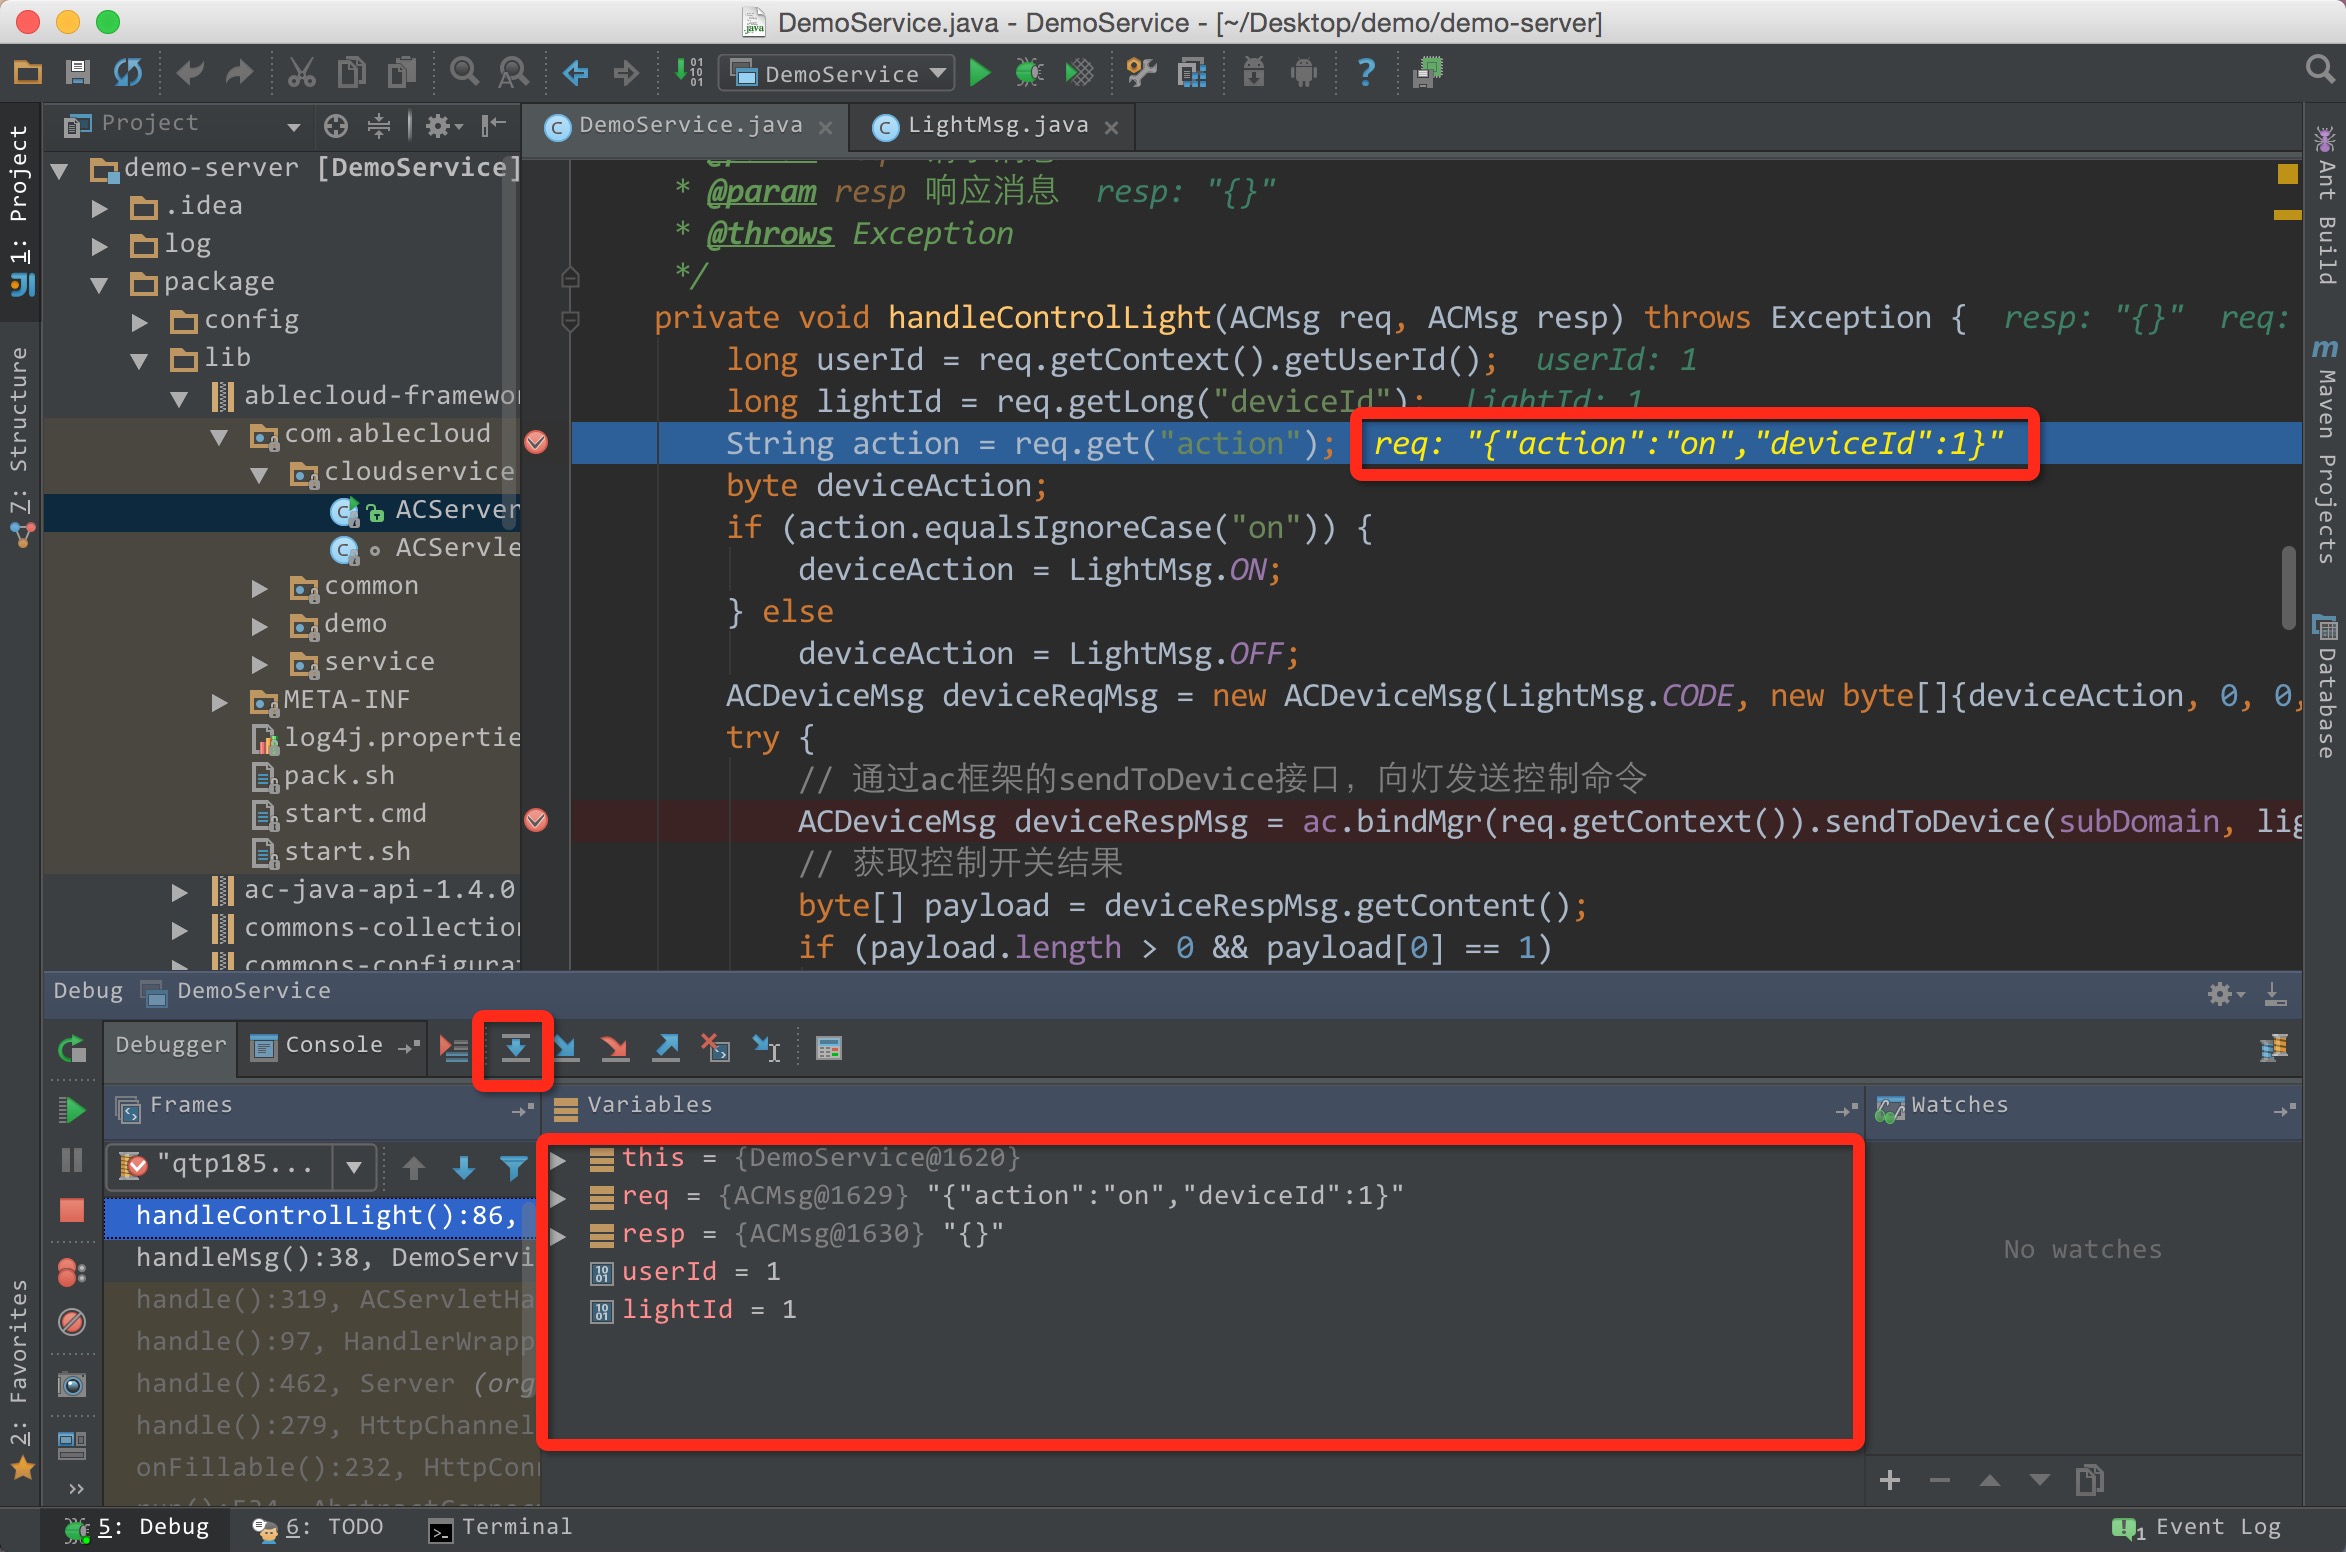 DemoService.java - DemoService - [~/Desktop/demo/demo-server]
DemoService
Project
DemoService.java
LightMsg.java
1: Project
7: Structure
2: Favorites
Ant Build
Maven Projects
Database
demo-server [DemoService]
.idea
log
package
config
lib
ablecloud-framewo
com.ablecloud
cloudservice
ACServer
ACServle
common
demo
service
META-INF
log4j.propertie
pack.sh
start.cmd
start.sh
ac-java-api-1.4.0
commons-collection
commons-configurat
* @param resp 响应消息 resp: "{}"
* @throws Exception
*/
private void handleControlLight(ACMsg req, ACMsg resp) throws Exception { resp: "{}" req:
long userId = req.getContext().getUserId(); userId: 1
long lightId = req.getLong("deviceId"); lightId: 1
String action = req.get("action"); req: "{"action":"on","deviceId":1}"
byte deviceAction;
if (action.equalsIgnoreCase("on")) {
deviceAction = LightMsg.ON;
} else
deviceAction = LightMsg.OFF;
ACDeviceMsg deviceReqMsg = new ACDeviceMsg(LightMsg.CODE, new byte[]{deviceAction, 0, 0,
try {
// 通过ac框架的sendToDevice接口，向灯发送控制命令
ACDeviceMsg deviceRespMsg = ac.bindMgr(req.getContext()).sendToDevice(subDomain, lig
// 获取控制开关结果
byte[] payload = deviceRespMsg.getContent();
if (payload.length > 0 && payload[0] == 1)
Debug DemoService
Debugger
Console
Frames
Variables
Watches
"qtp185...
handleControlLight():86,
handleMsg():38, DemoServi
handle():319, ACServletHa
handle():97, HandlerWrapp
handle():462, Server (org
handle():279, HttpChannel
onFillable():232, HttpCon
this = {DemoService@1620}
req = {ACMsg@1629} "{"action":"on","deviceId":1}"
resp = {ACMsg@1630} "{}"
userId = 1
lightId = 1
No watches
5: Debug
6: TODO
Terminal
1 Event Log